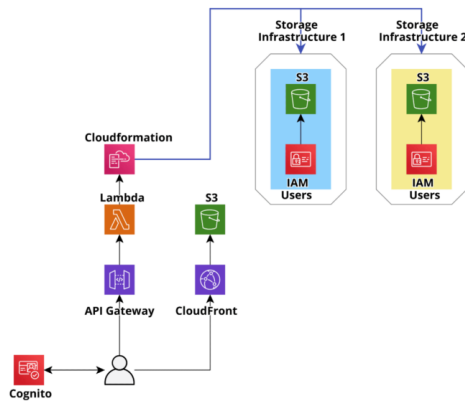 Storage
Infrastructure 1
Storage
Infrastructure 2
S3
S3
Cloudformation
IAM
Users
IAM
Users
Lambda
S3
API Gateway
CloudFront
Cognito